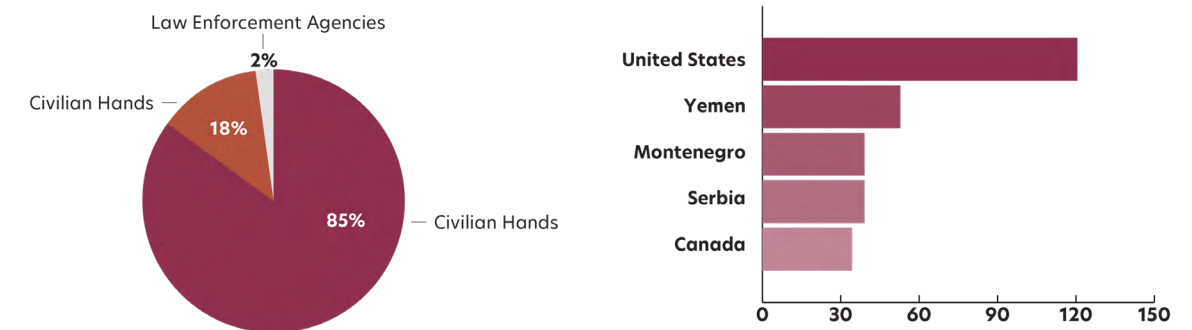 Law Enforcement Agencies
2%
Civilian Hands
18%
85%
Civilian Hands
United States
Yemen
Montenegro
Serbia
Canada
0 30 60 90 120 150